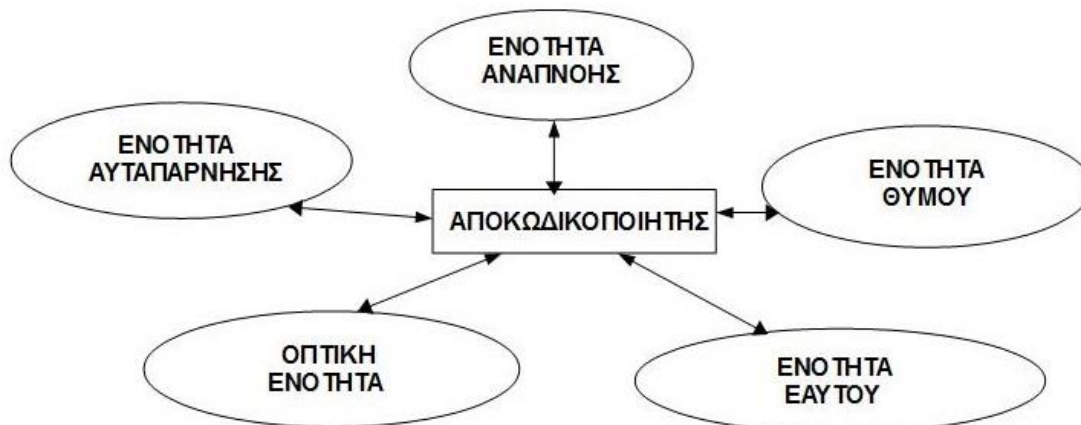 ΕΝΟΤΗΤΑ
ΑΝΑΠΝΟΗΣ
ΕΝΟΤΗΤΑ
ΑΥΤΑΠΑΡΝΗΣΗΣ
ΕΝΟΤΗΤΑ
ΘΥΜΟΥ
ΑΠΟΚΩΔΙΚΟΠΟΙΗΤΗΣ
ΟΠΤΙΚΗ
ΕΝΟΤΗΤΑ
ΕΝΟΤΗΤΑ
ΕΑΥΤΟΥ